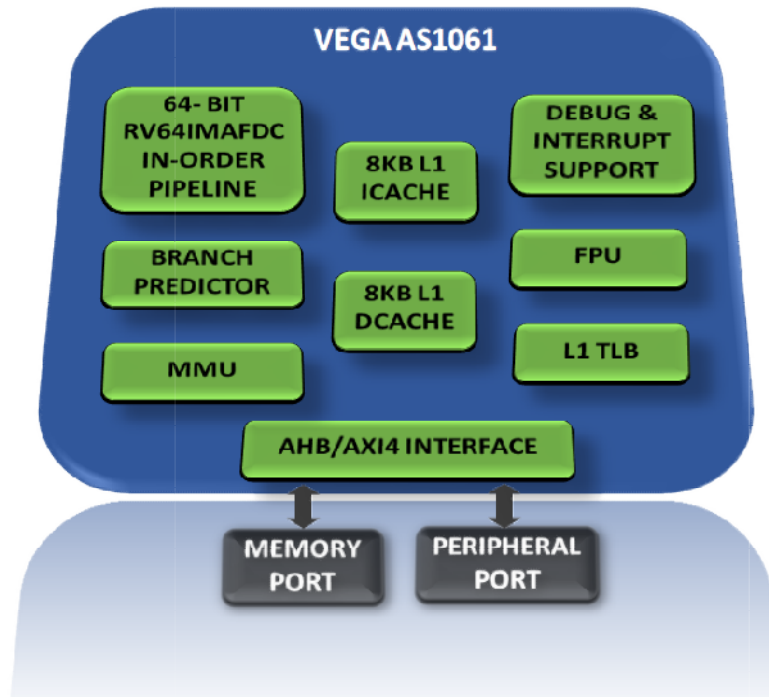 VEGA AS1061
64- BIT
RV64IMAFDC
IN-ORDER
PIPELINE
8KB L1
ICACHE
DEBUG &
INTERRUPT
SUPPORT
BRANCH
PREDICTOR
8KB L1
DCACHE
FPU
MMU
L1 TLB
AHB/AXI4 INTERFACE
MEMORY
PORT
PERIPHERAL
PORT